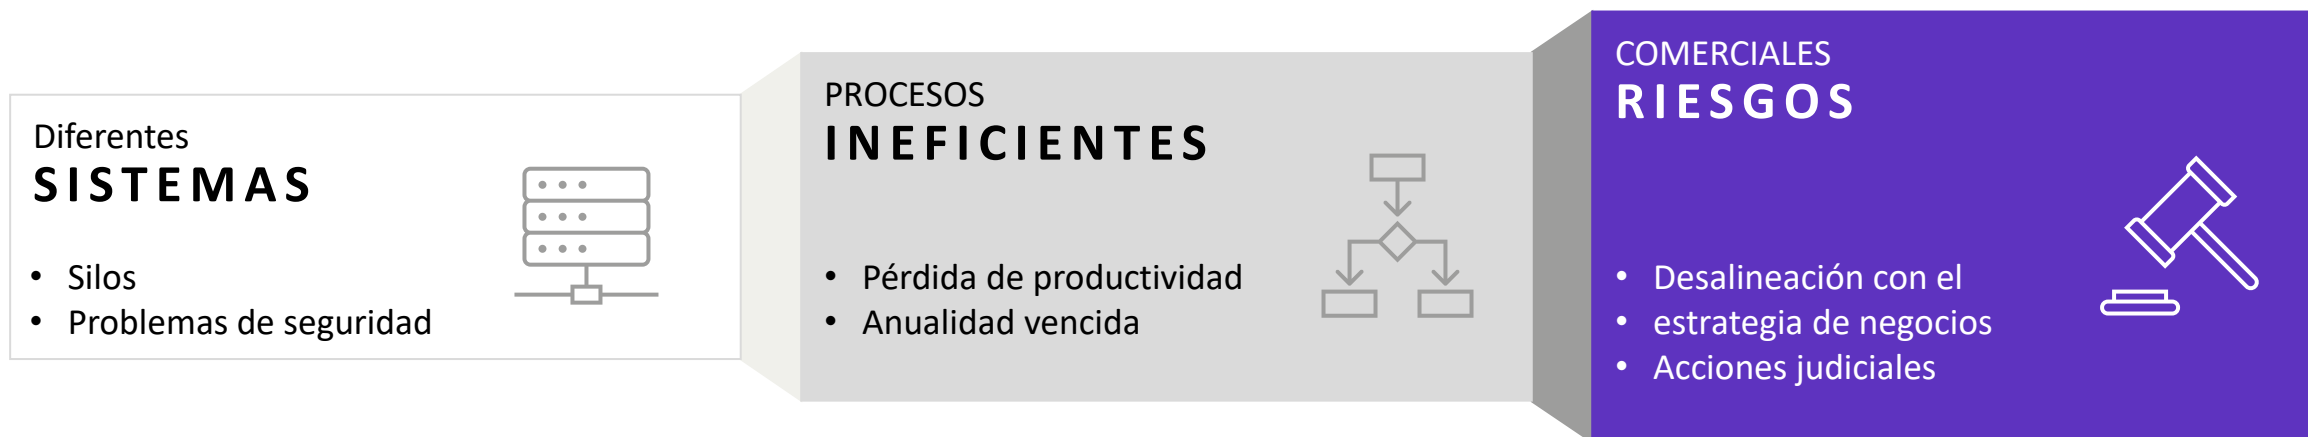 Diferentes
SISTEMAS
• Silos
• Problemas de seguridad
PROCESOS
INEFICIENTES
• Pérdida de productividad
• Anualidad vencida
COMERCIALES
RIESGOS
• Desalineación con el
• estrategia de negocios
• Acciones judiciales